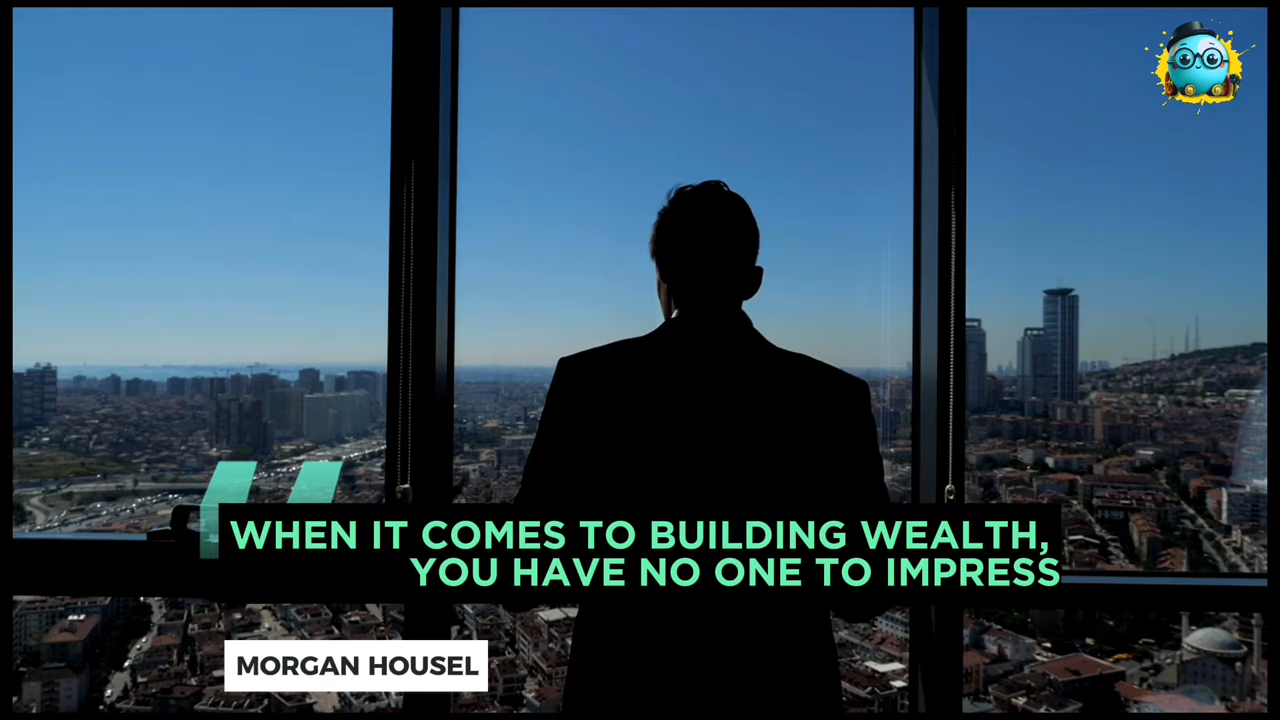 WHEN IT COMES TO BUILDING WEALTH,
YOU HAVE NO ONE TO IMPRESS
MORGAN HOUSEL